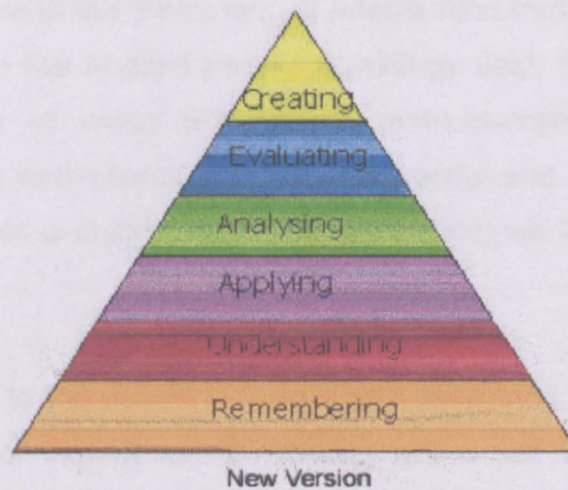 Creating
Evaluating
Analysing
Applying
Understanding
Remembering
New Version